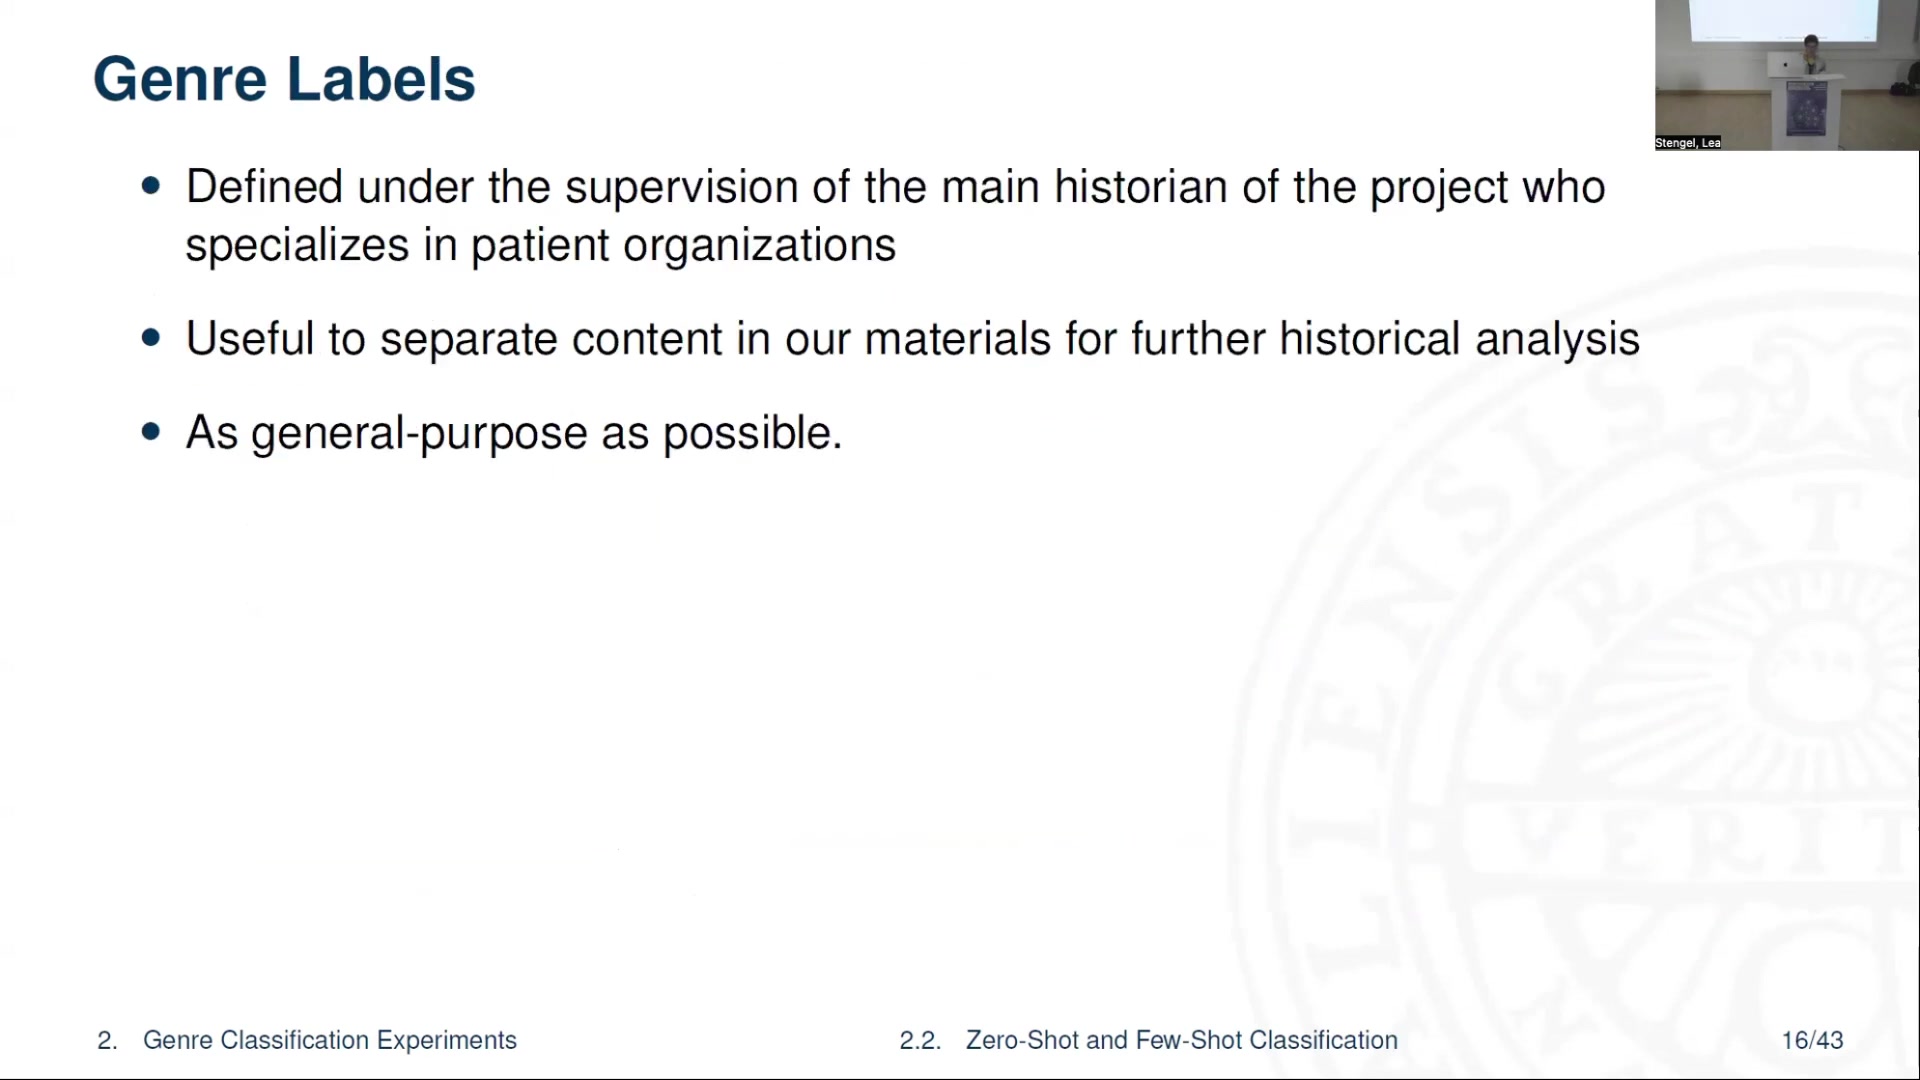 Genre Labels
Stengel, Lea
• Defined under the supervision of the main historian of the project who
specializes in patient organizations
• Useful to separate content in our materials for further historical analysis
• As general-purpose as possible.
2. Genre Classification Experiments
2.2. Zero-Shot and Few-Shot Classification
16/43